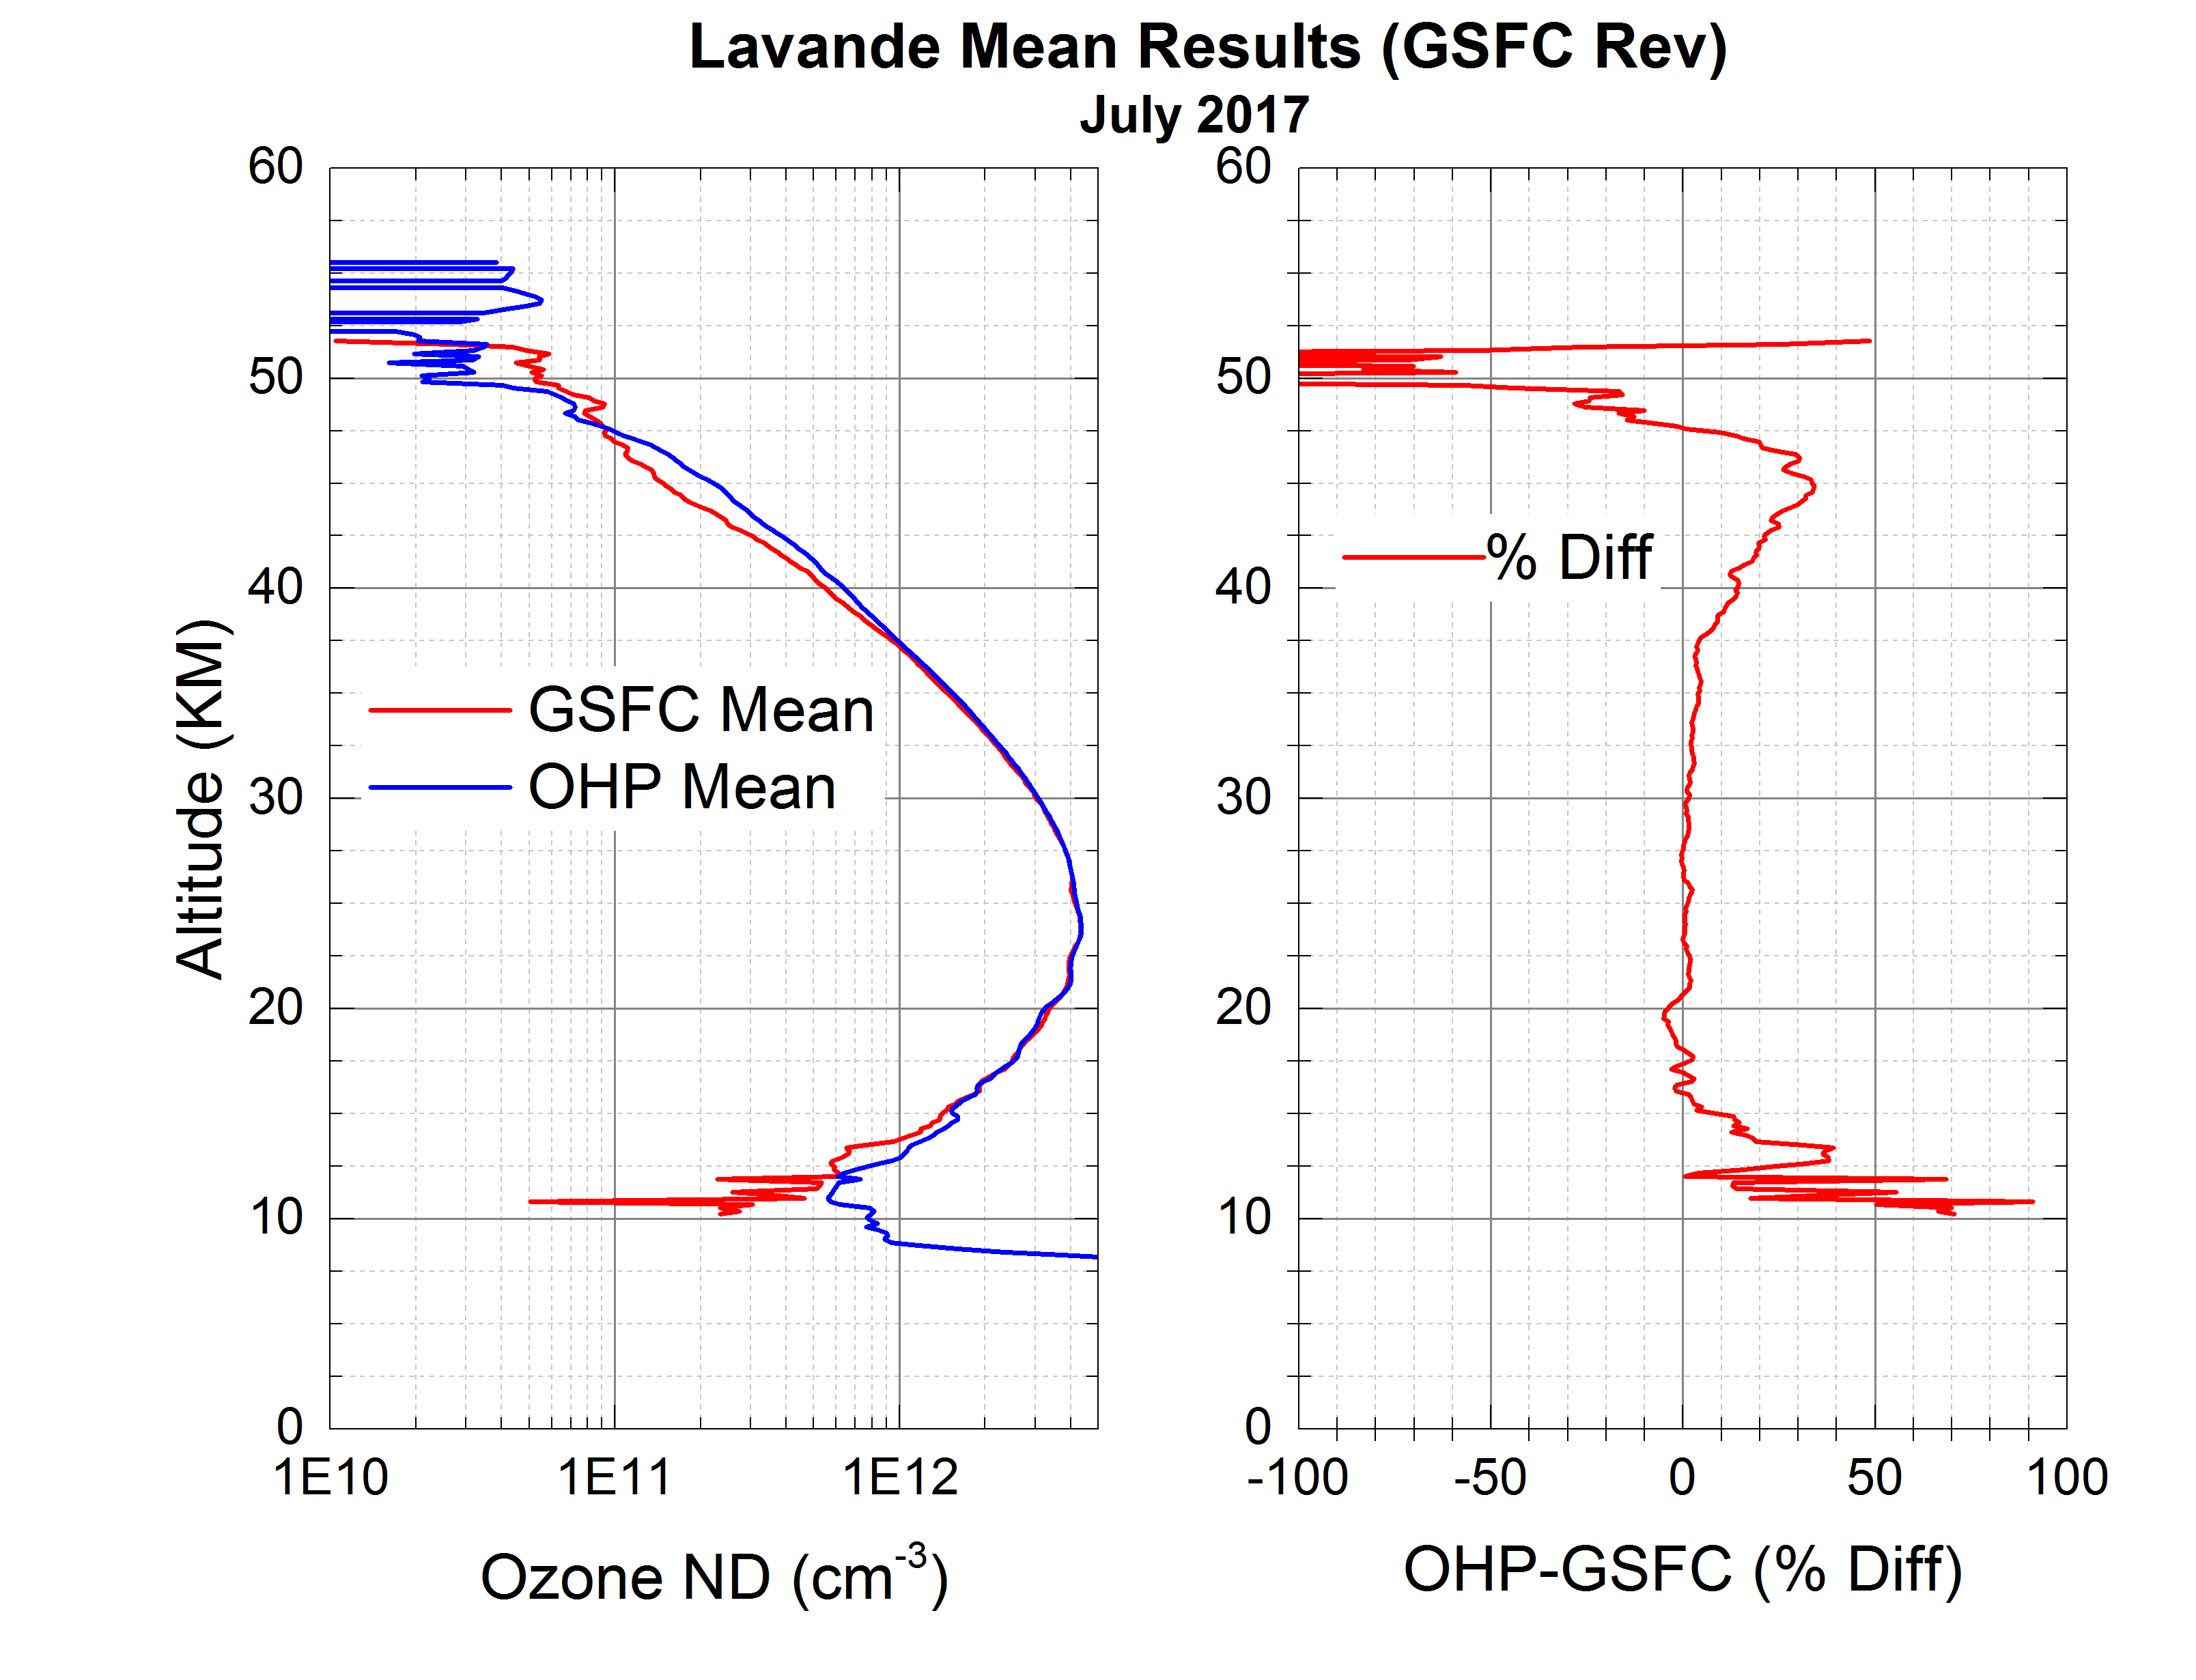 Lavande Mean Results (GSFC Rev)
July 2017
60
50
40
30
20
10
0
Altitude (KM)
GSFC Mean
OHP Mean
1E10 1E11 1E12
Ozone ND (cm⁻³)
60
50
40
30
20
10
0
% Diff
-100 -50 0 50 100
OHP-GSFC (% Diff)